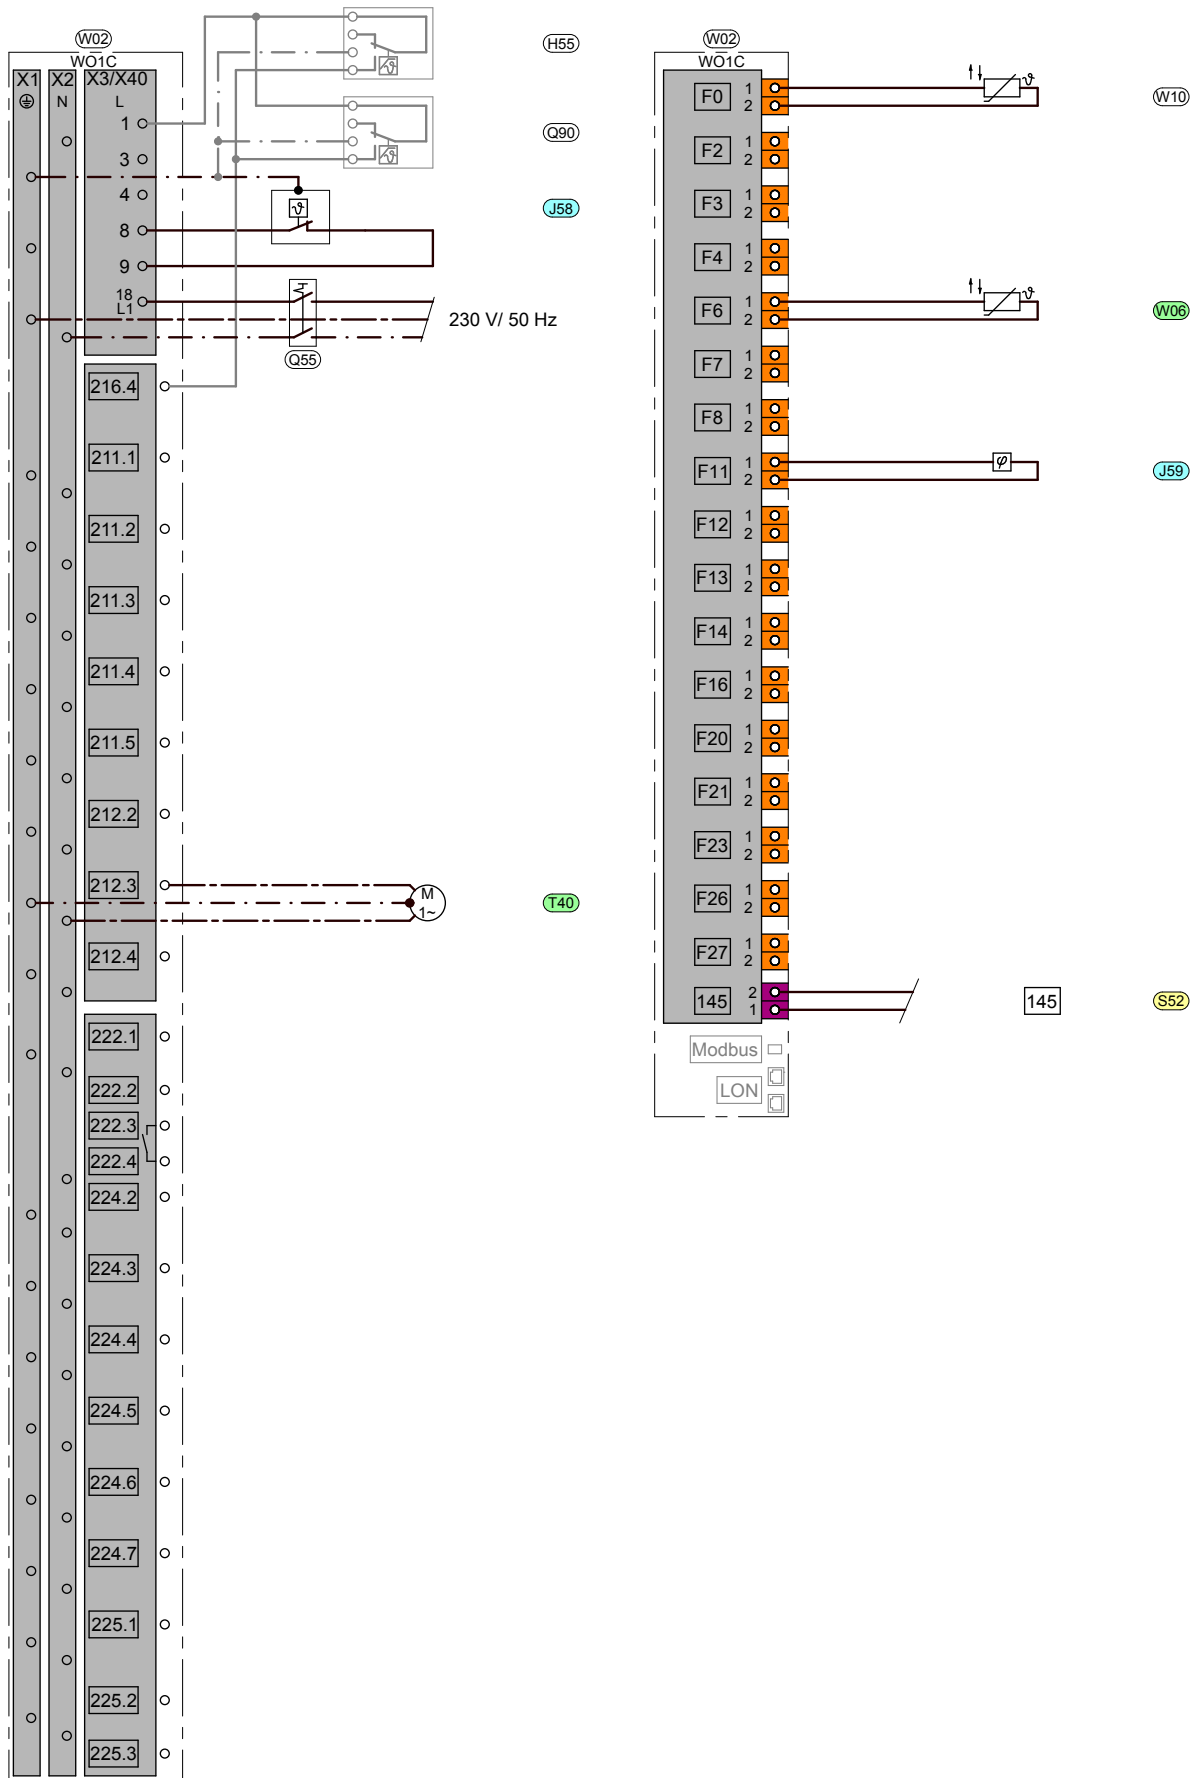 W02
WO1C
X1 X2 X3/X40
N L
1
3
4
8
9
18
L1
H55
Q90
ϑ
J58
230 V/ 50 Hz
Q55
216.4
211.1
211.2
211.3
211.4
211.5
212.2
212.3
M
1~
T40
212.4
222.1
222.2
222.3
222.4
224.2
224.3
224.4
224.5
224.6
224.7
225.1
225.2
225.3
W02
WO1C
F0 1 2 ϑ W10
F2 1 2
F3 1 2
F4 1 2
F6 1 2 ϑ W06
F7 1 2
F8 1 2
F11 1 2 φ J59
F12 1 2
F13 1 2
F14 1 2
F16 1 2
F20 1 2
F21 1 2
F23 1 2
F26 1 2
F27 1 2
145 2 1 145 S52
Modbus
LON